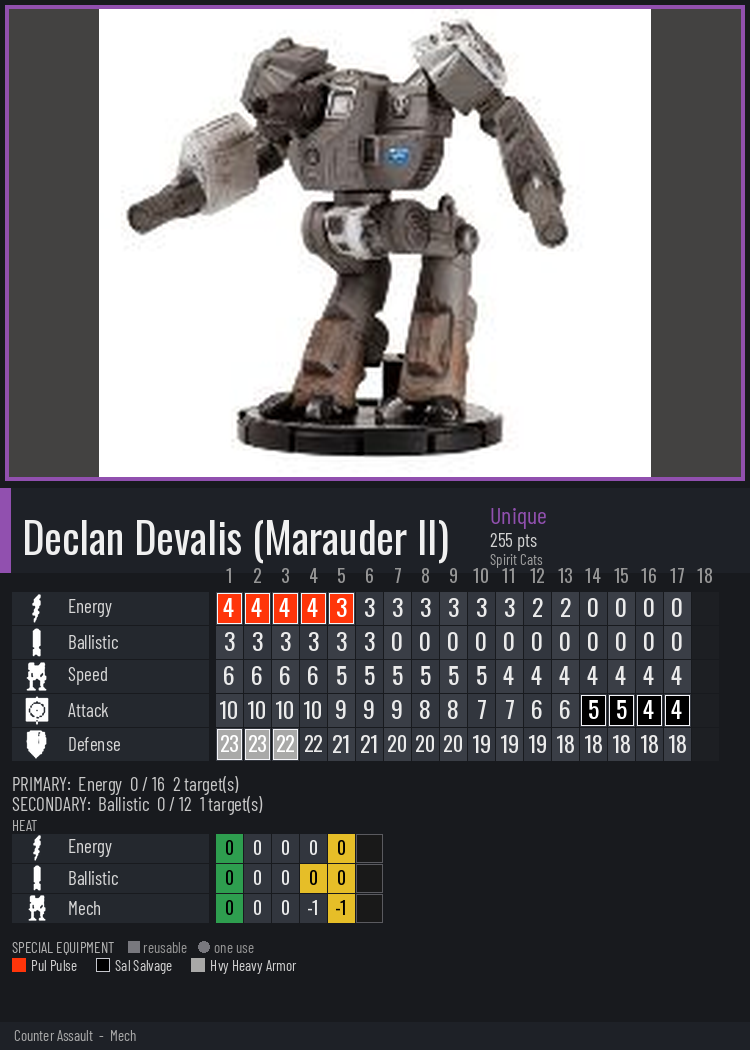 Declan Devalis (Marauder II)
Unique
255 pts
Spirit Cats
1 2 3 4 5 6 7 8 9 10 11 12 13 14 15 16 17 18
Energy 4 4 4 4 3 3 3 3 3 3 3 2 2 0 0 0 0
Ballistic 3 3 3 3 3 3 0 0 0 0 0 0 0 0 0 0 0
Speed 6 6 6 6 5 5 5 5 5 5 4 4 4 4 4 4 4
Attack 10 10 10 10 9 9 9 8 8 7 7 6 6 5 5 4 4
Defense 23 23 22 22 21 21 20 20 20 19 19 19 18 18 18 18 18
PRIMARY: Energy 0 / 16 2 target(s)
SECONDARY: Ballistic 0 / 12 1 target(s)
HEAT
Energy 0 0 0 0 0
Ballistic 0 0 0 0 0
Mech 0 0 0 -1 -1
SPECIAL EQUIPMENT reusable one use
Pul Pulse Sal Salvage Hvy Heavy Armor
Counter Assault - Mech